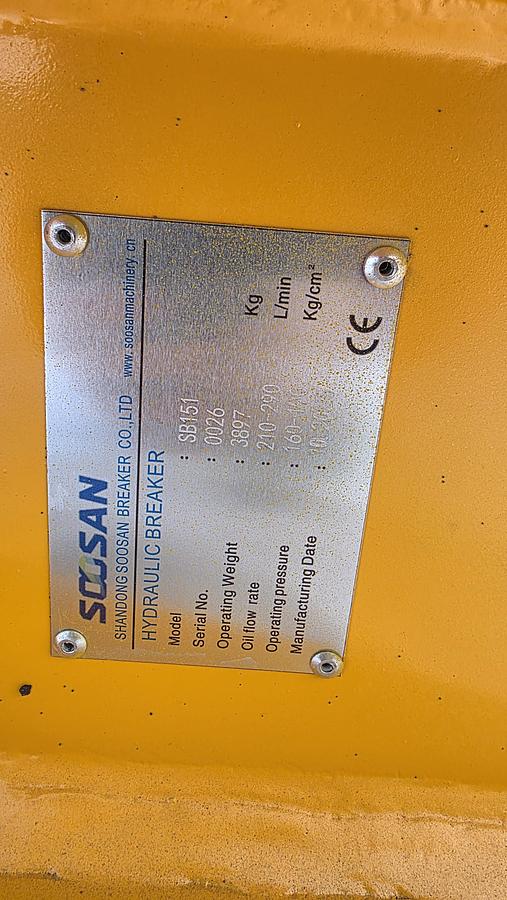 SOOSAN
SHANDONG SOOSAN BREAKER CO.,LTD www.soosanmachinery.cn
HYDRAULIC BREAKER
Model : SB151
Serial No. : 0026
Operating Weight : 3897 Kg
Oil flow rate : 210-290 L/min
Operating pressure : Kg/cm²
Manufacturing Date :
CE